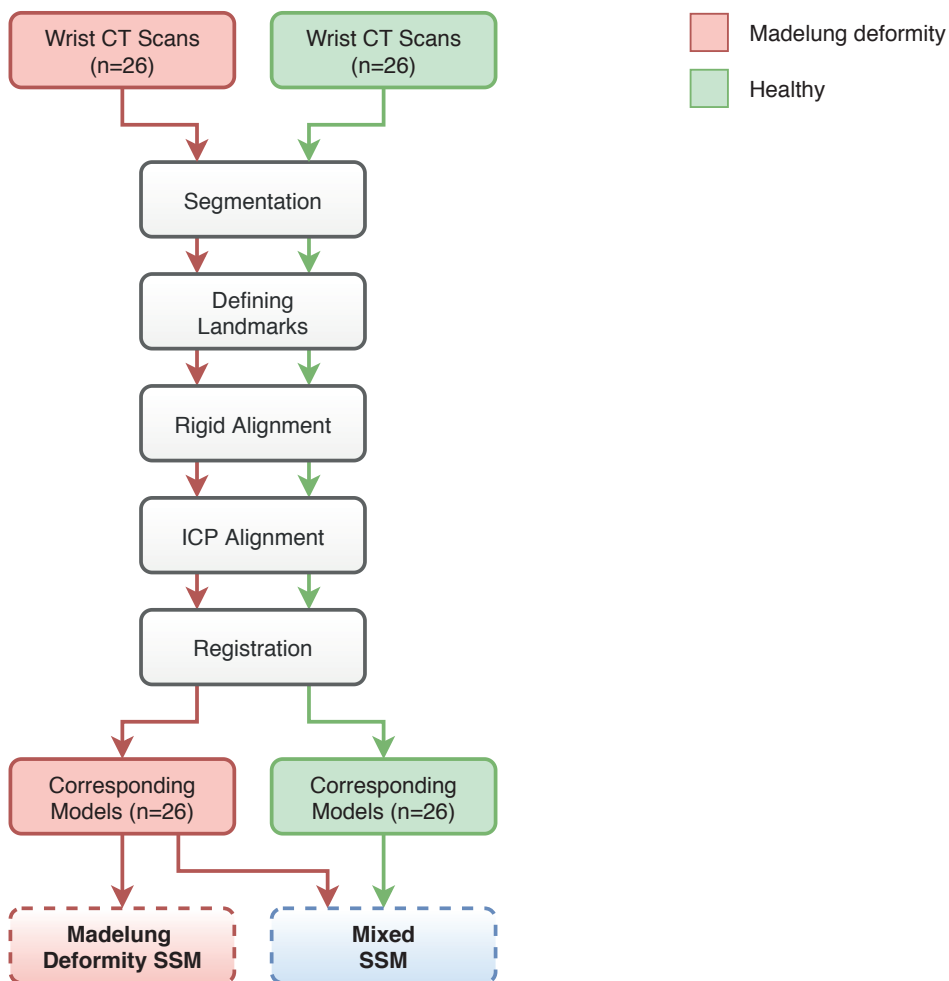 Wrist CT Scans
(n=26)
Wrist CT Scans
(n=26)
Madelung deformity
Healthy
Segmentation
Defining
Landmarks
Rigid Alignment
ICP Alignment
Registration
Corresponding
Models (n=26)
Corresponding
Models (n=26)
Madelung
Deformity SSM
Mixed
SSM